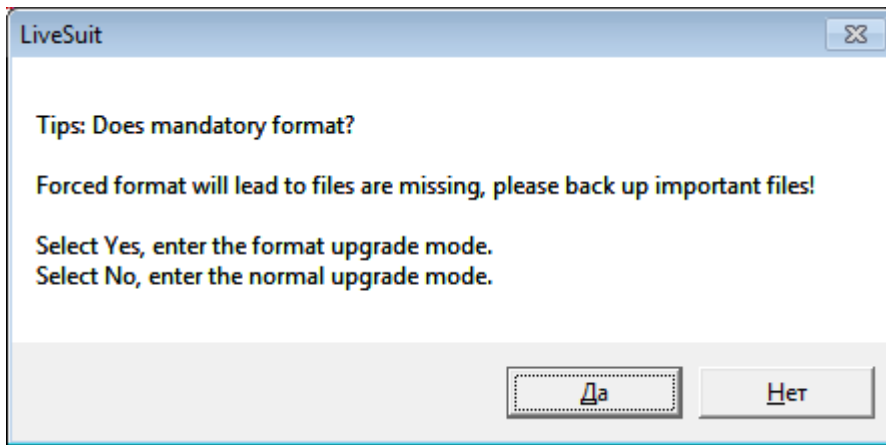 LiveSuit
Tips: Does mandatory format?
Forced format will lead to files are missing, please back up important files!
Select Yes, enter the format upgrade mode.
Select No, enter the normal upgrade mode.
Да
Нет